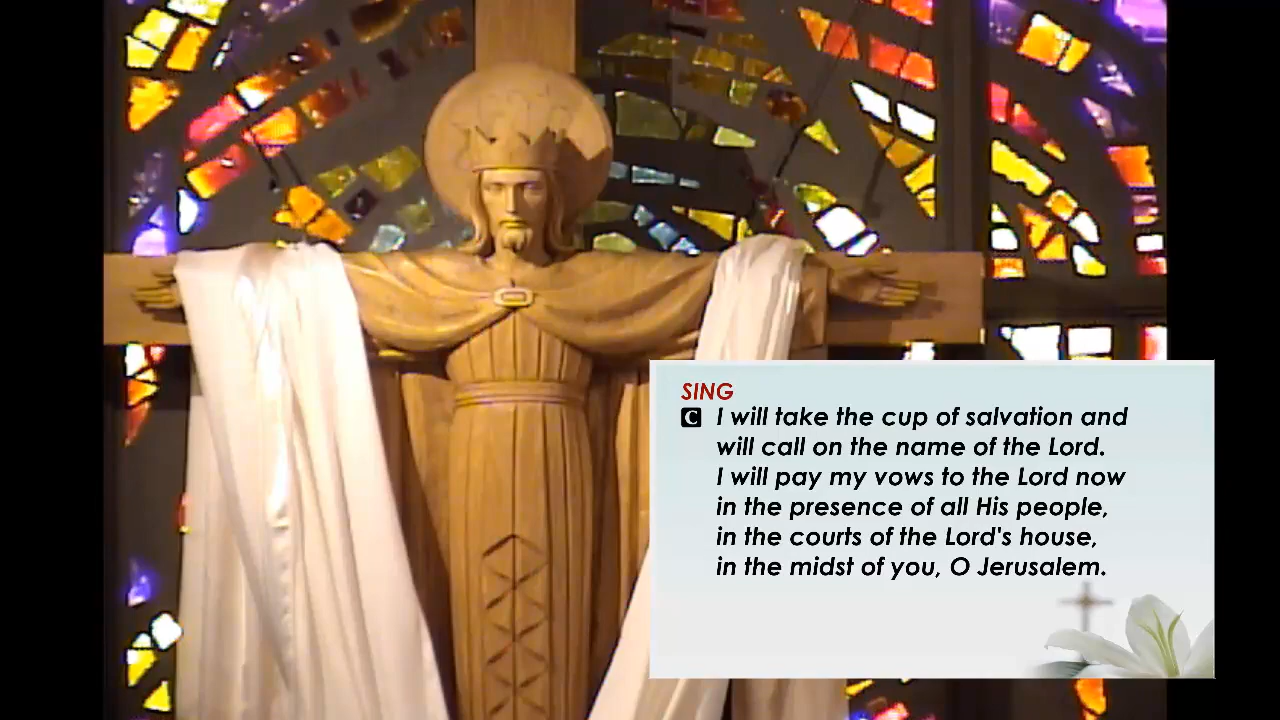 SING
C I will take the cup of salvation and
will call on the name of the Lord.
I will pay my vows to the Lord now
in the presence of all His people,
in the courts of the Lord's house,
in the midst of you, O Jerusalem.